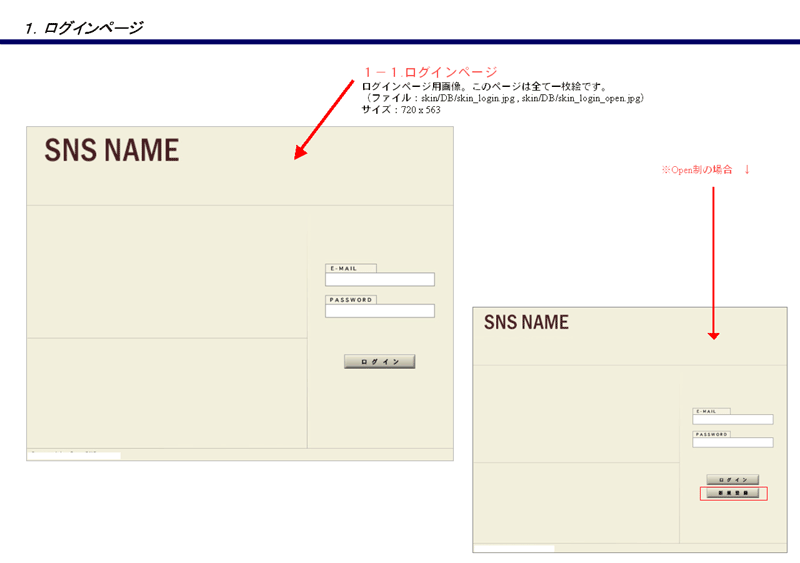 1. ログインページ
１－１.ログインページ
ログインページ用画像。このページは全て一枚絵です。
（ファイル：skin/DB/skin_login.jpg , skin/DB/skin_login_open.jpg）
サイズ：720 x 563
SNS NAME
E-MAIL
PASSWORD
ログイン
※Open制の場合　↓
SNS NAME
E-MAIL
PASSWORD
ログイン
新規登録